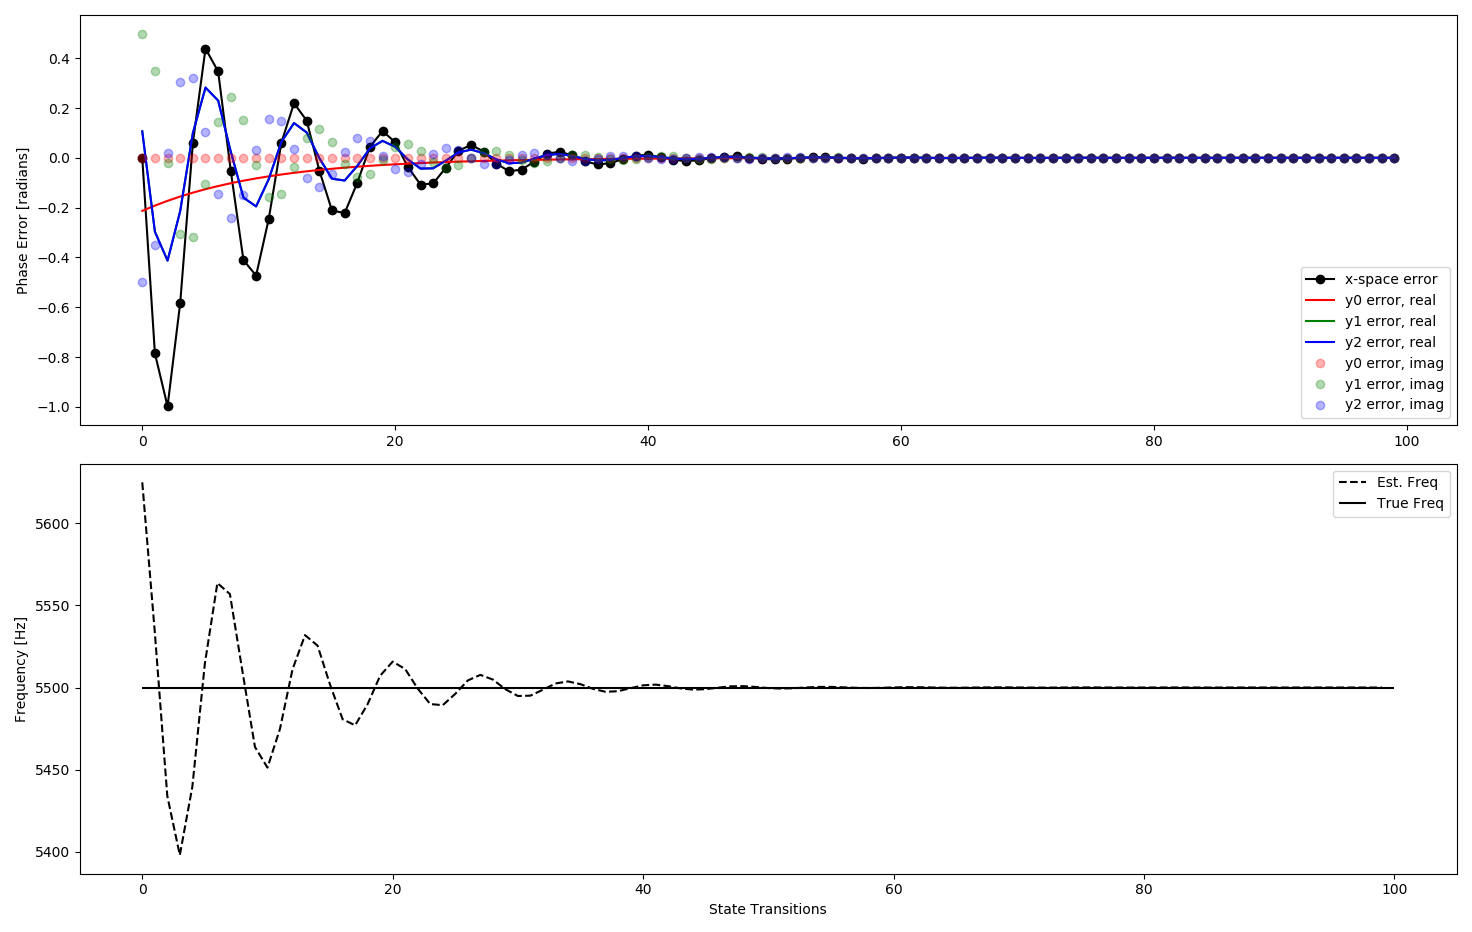 Phase Error [radians]
0.4
0.2
0.0
−0.2
−0.4
−0.6
−0.8
−1.0
0 20 40 60 80 100
x-space error
y0 error, real
y1 error, real
y2 error, real
y0 error, imag
y1 error, imag
y2 error, imag
Frequency [Hz]
5600
5550
5500
5450
5400
0 20 40 60 80 100
State Transitions
Est. Freq
True Freq